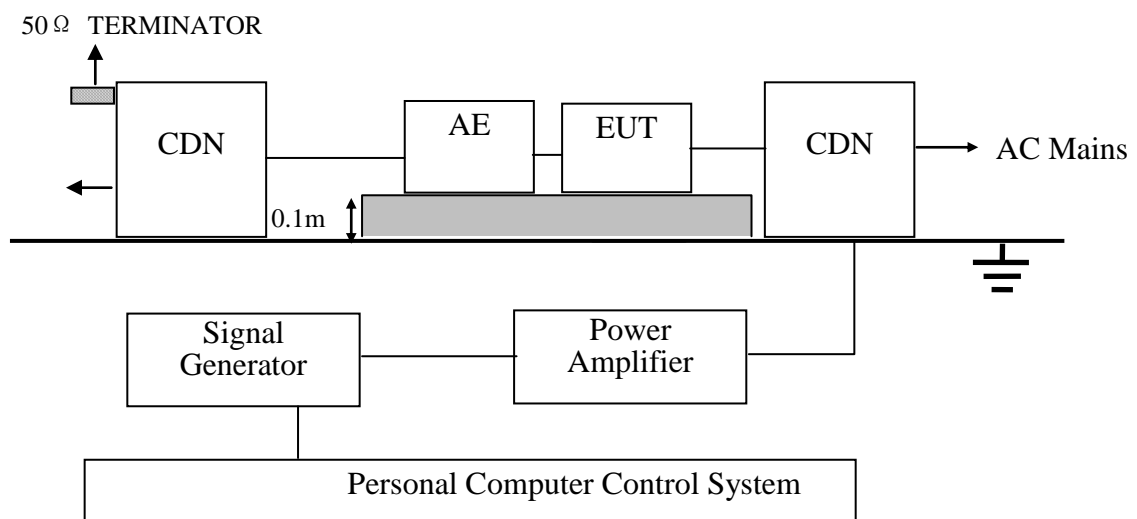 50Ω TERMINATOR
CDN
AE
EUT
CDN
AC Mains
0.1m
Signal
Generator
Power
Amplifier
Personal Computer Control System